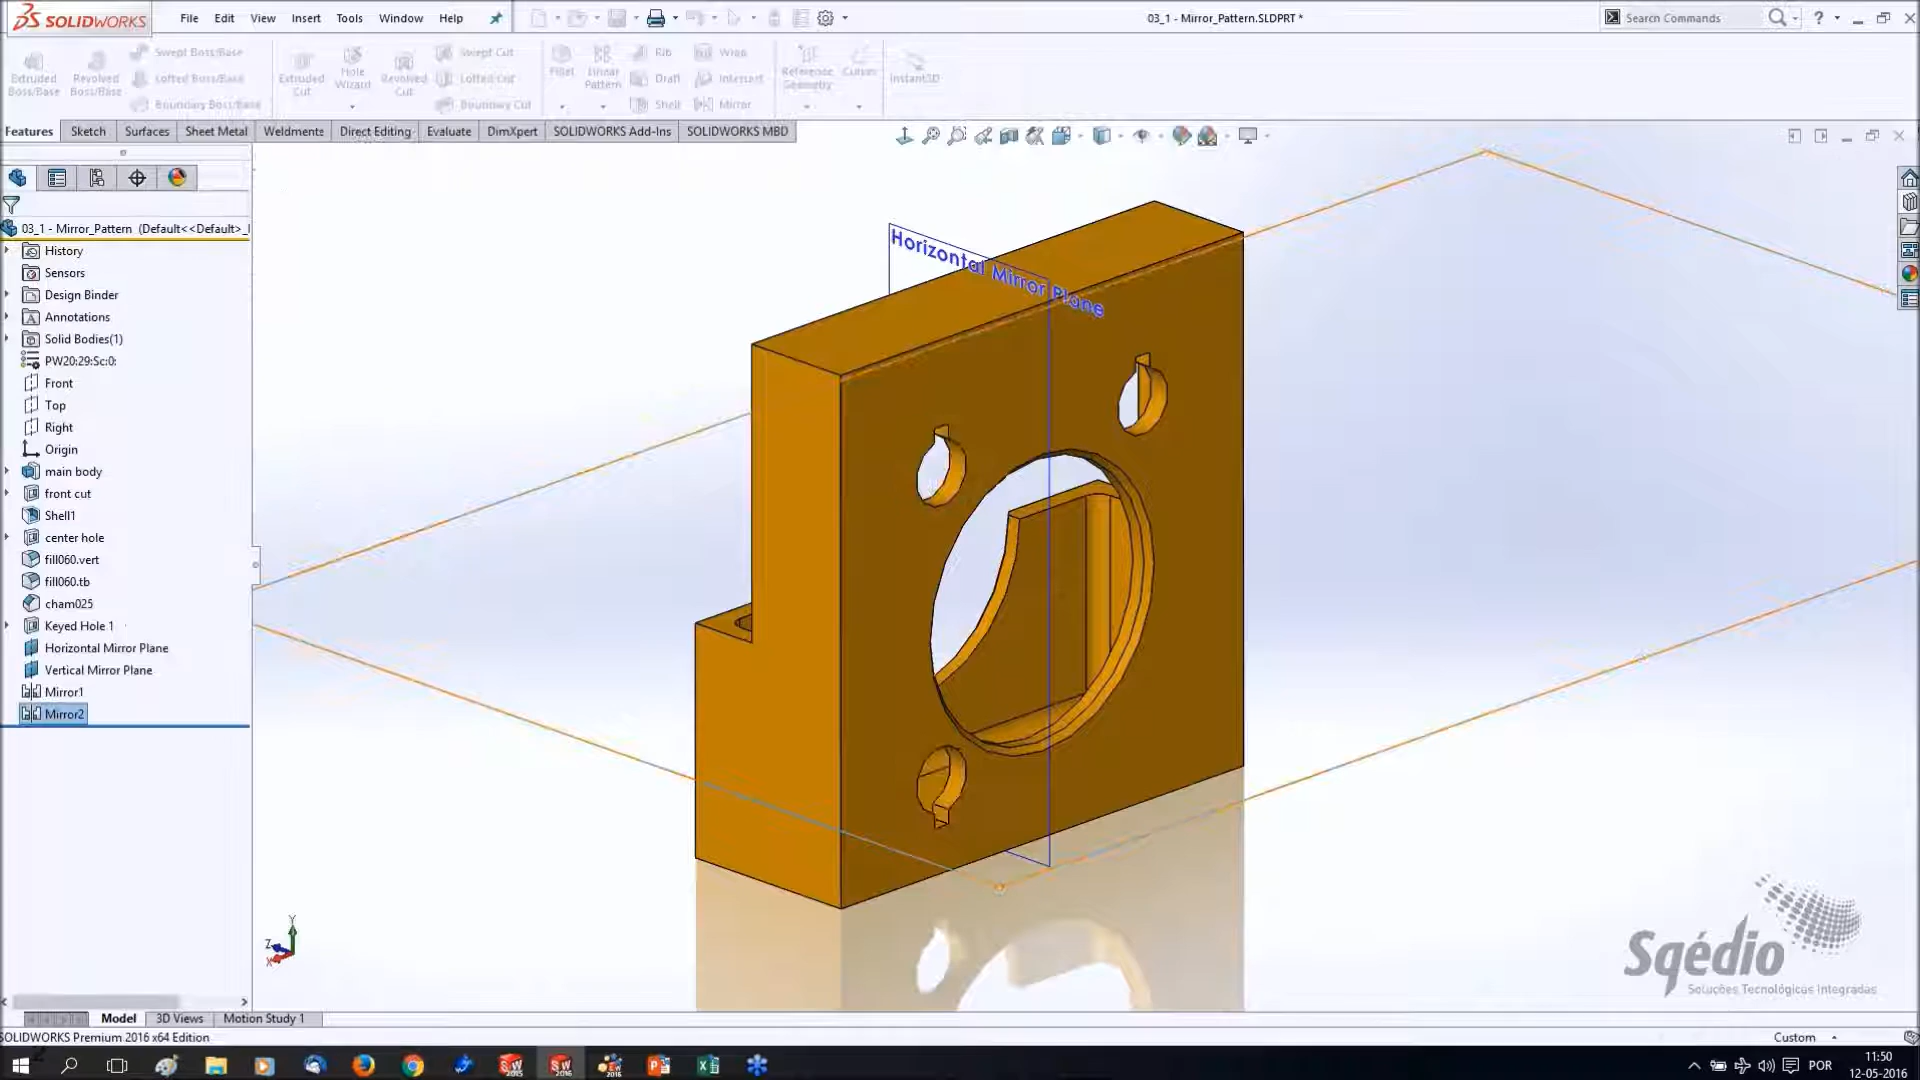 SOLIDWORKS File Edit View Insert Tools Window Help 03_1 - Mirror_Pattern.SLDPRT * Search Commands ?
Swept Boss/Base Swept Cut Rib Wrap
Extruded Boss/Base Revolved Boss/Base Lofted Boss/Base Extruded Cut Hole Wizard Revolved Cut Lofted Cut Fillet Linear Pattern Draft Intersect Reference Geometry Curves Instant3D
Boundary Boss/Base Boundary Cut Shell Mirror
Features Sketch Surfaces Sheet Metal Weldments Direct Editing Evaluate DimXpert SOLIDWORKS Add-Ins SOLIDWORKS MBD
03_1 - Mirror_Pattern (Default<<Default>_
History
Sensors
Design Binder
Annotations
Solid Bodies(1)
PW20:29:Sc:0:
Front
Top
Right
Origin
main body
front cut
Shell1
center hole
fill060.vert
fill060.tb
cham025
Keyed Hole 1
Horizontal Mirror Plane
Vertical Mirror Plane
Mirror1
Mirror2
Horizontal Mirror Plane
Y
Z
X
Sqédio
Soluções Tecnológicas Integradas
Model 3D Views Motion Study 1
SOLIDWORKS Premium 2016 x64 Edition Custom
POR 11:50
12-05-2016